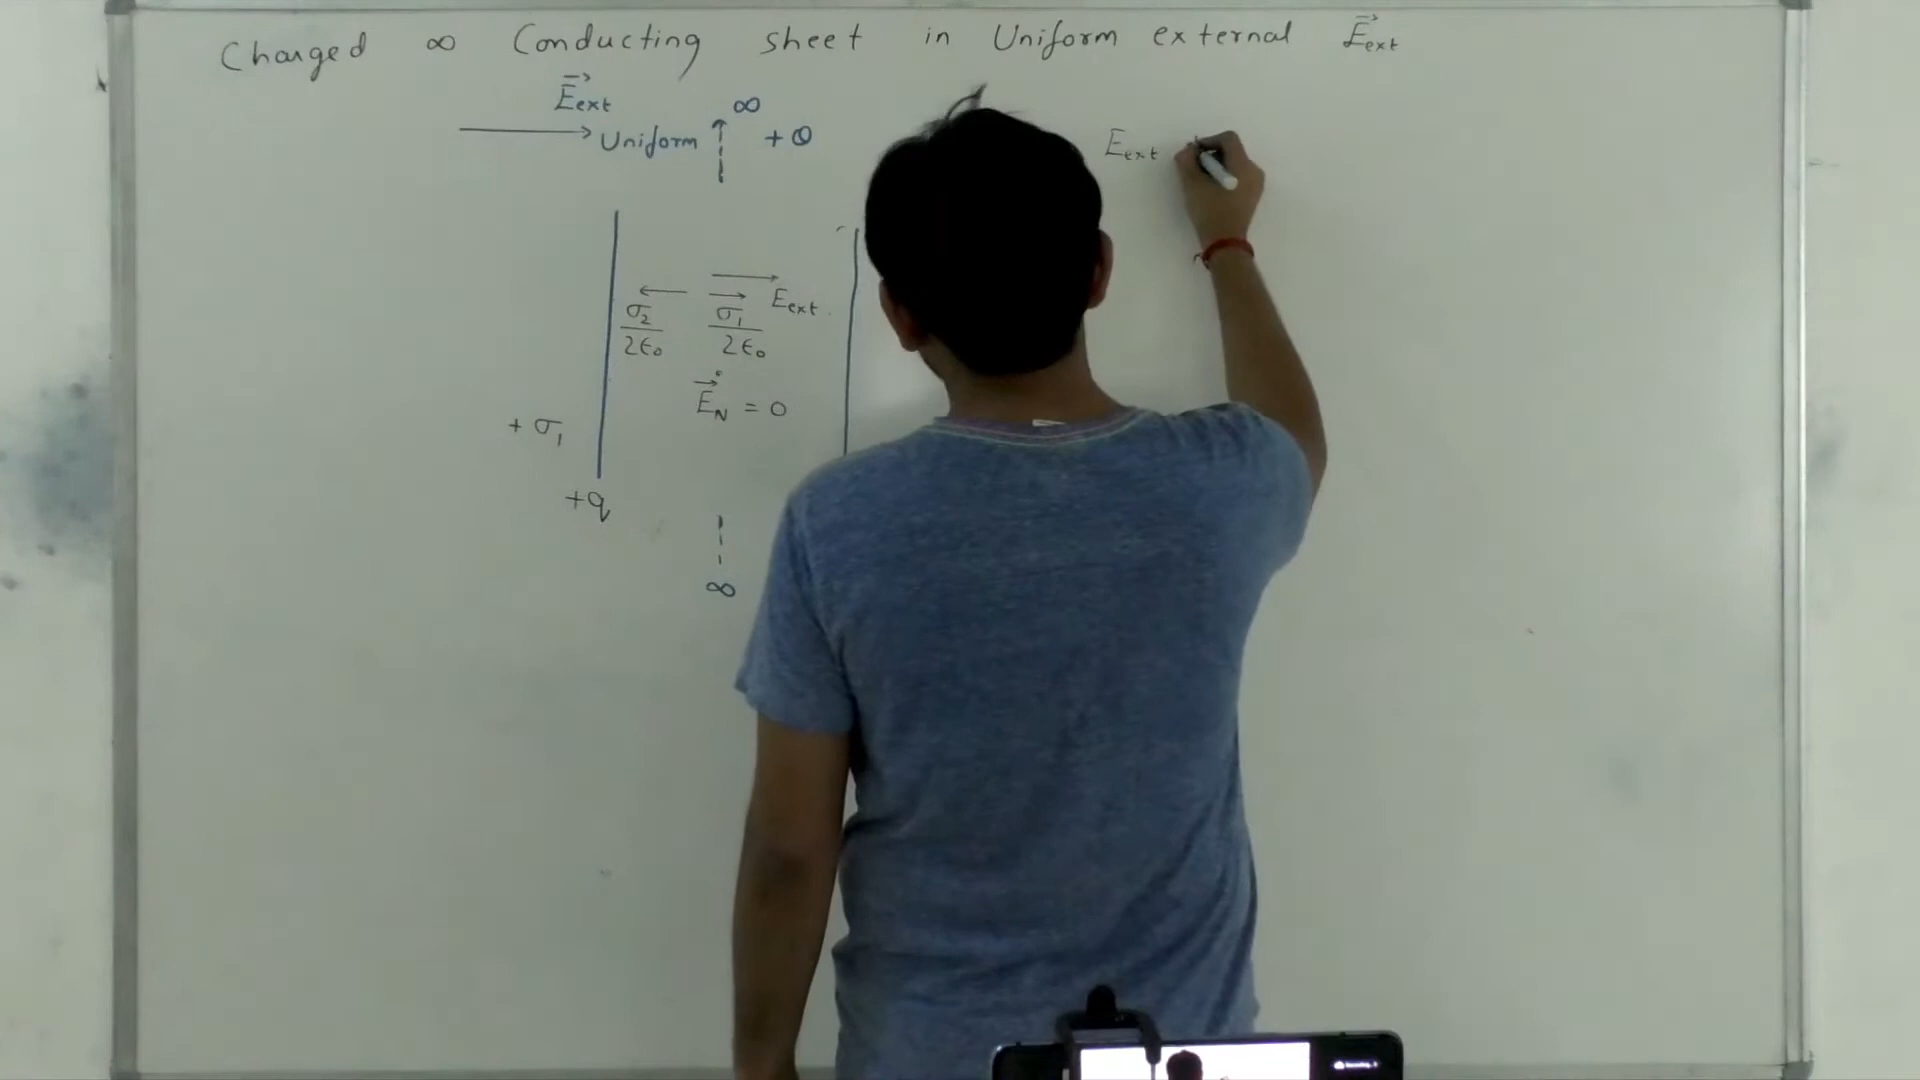 Charged ∞ Conducting sheet in Uniform external E⃗ext
E⃗ext
Uniform
∞
+Q
Eext
Eext
σ2/2ϵ0
σ1/2ϵ0
E⃗N = 0
+σ1
+q
∞